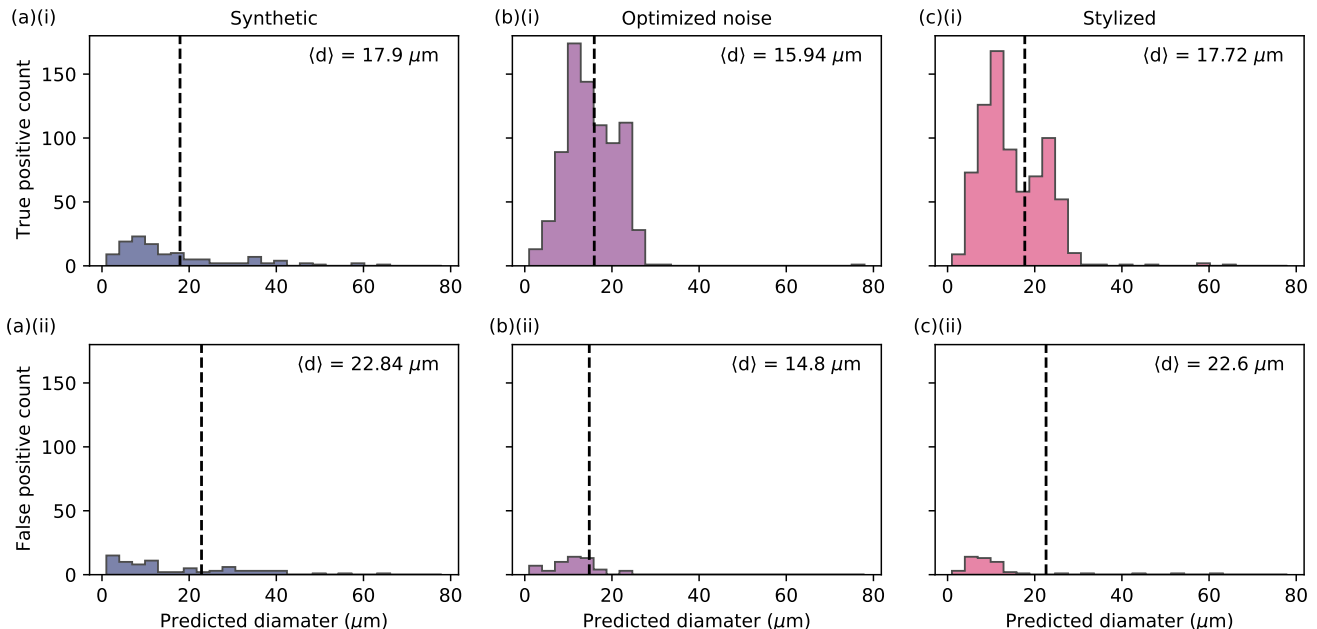 (a)(i) Synthetic (b)(i) Optimized noise (c)(i) Stylized
⟨d⟩ = 17.9 μm ⟨d⟩ = 15.94 μm ⟨d⟩ = 17.72 μm
True positive count
150
100
50
0
0 20 40 60 80 0 20 40 60 80 0 20 40 60 80
(a)(ii) (b)(ii) (c)(ii)
⟨d⟩ = 22.84 μm ⟨d⟩ = 14.8 μm ⟨d⟩ = 22.6 μm
False positive count
150
100
50
0
0 20 40 60 80 0 20 40 60 80 0 20 40 60 80
Predicted diamater (μm) Predicted diamater (μm) Predicted diamater (μm)